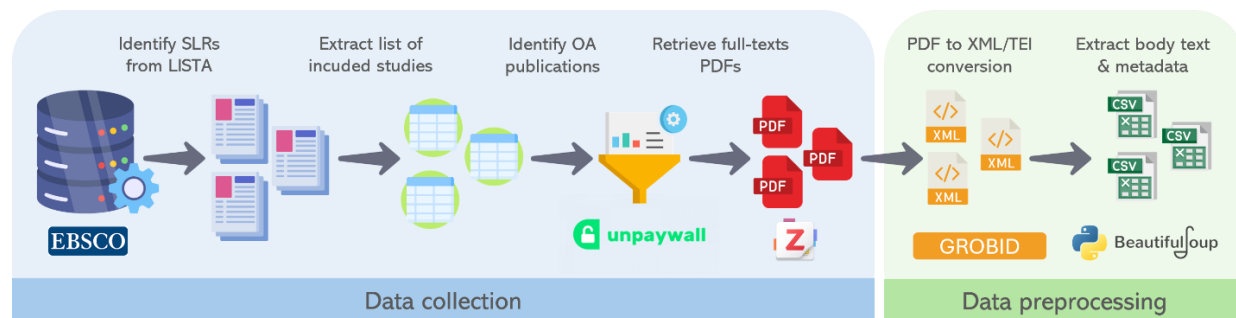 Identify SLRs
from LISTA
Extract list of
incuded studies
Identify OA
publications
Retrieve full-texts
PDFs
PDF to XML/TEI
conversion
Extract body text
& metadata
EBSCO
unpaywall
PDF
PDF
PDF
Z
</>
XML
</>
XML
</>
XML
GROBID
CSV
CSV
CSV
BeautifulSoup
Data collection
Data preprocessing